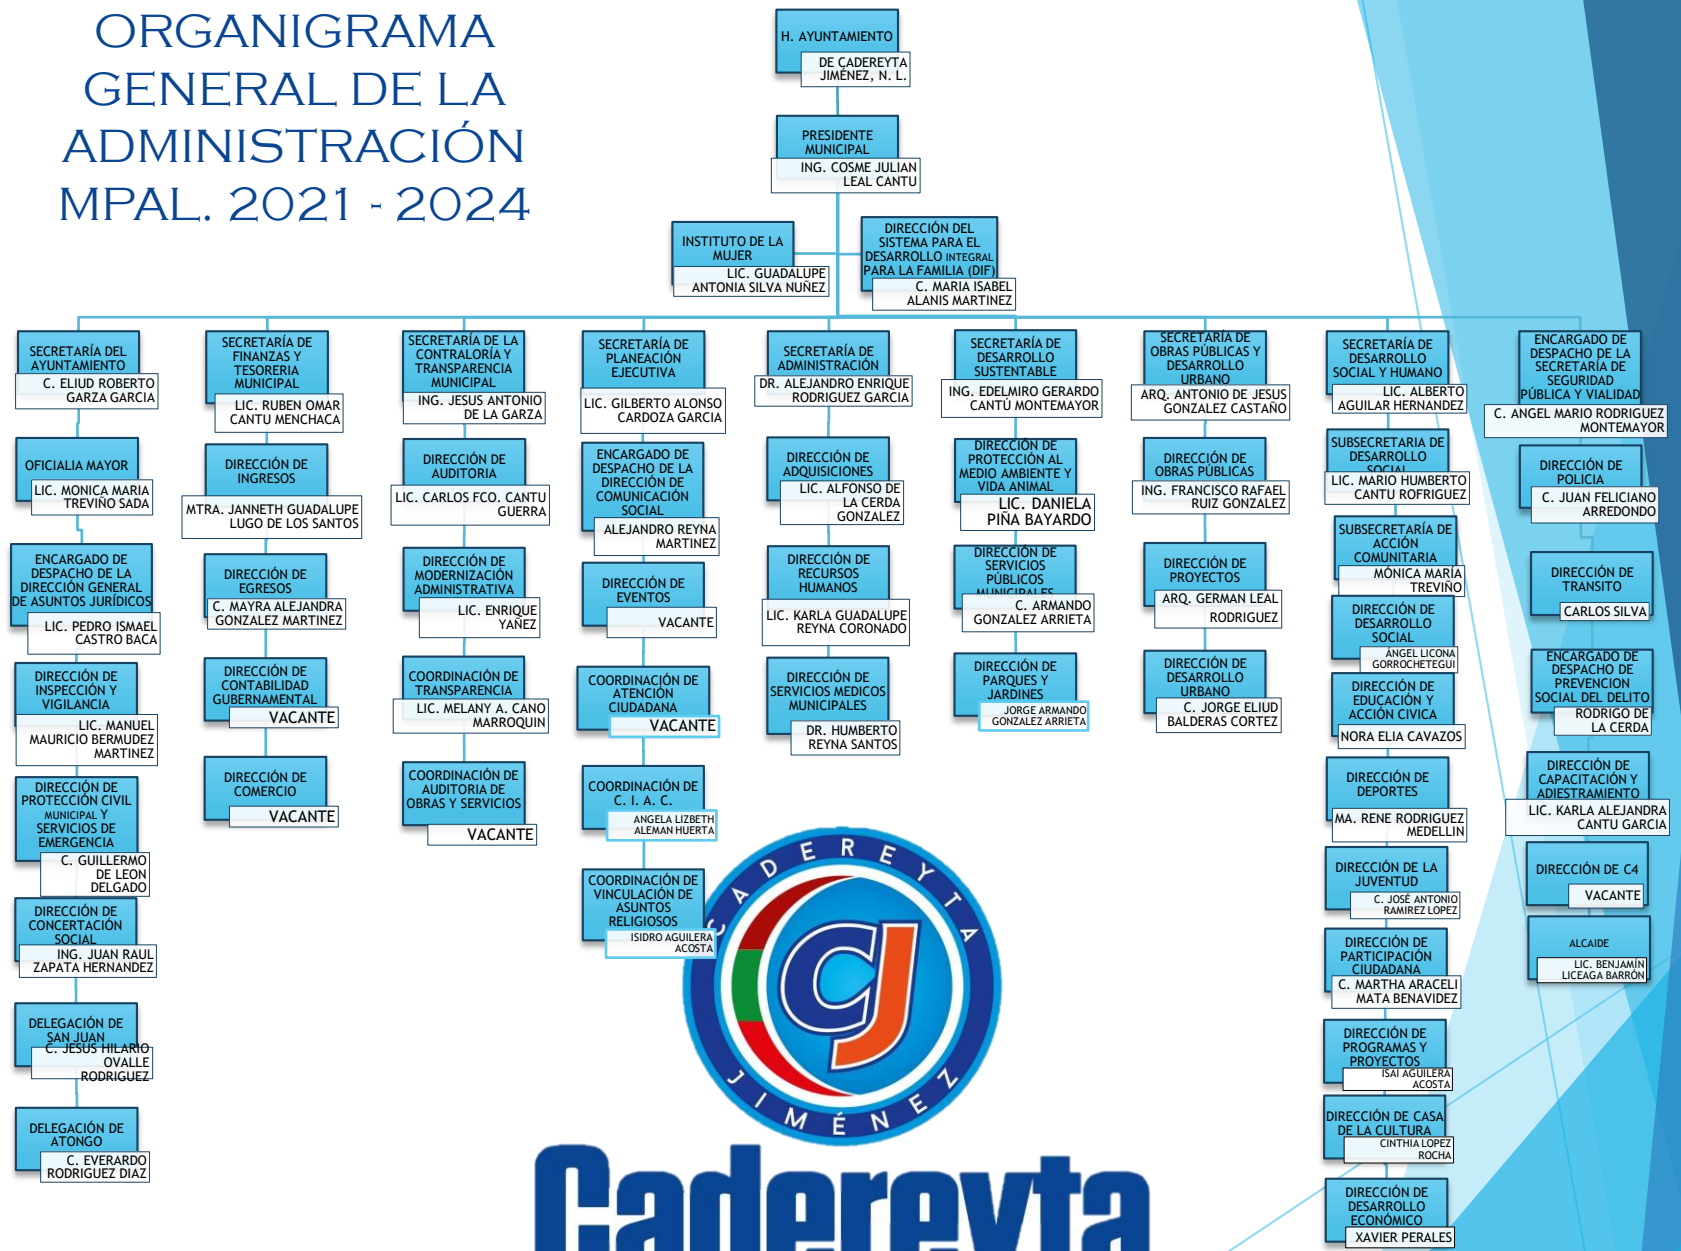 ORGANIGRAMA
GENERAL DE LA
ADMINISTRACIÓN
MPAL. 2021 - 2024
H. AYUNTAMIENTO
DE CADEREYTA
JIMÉNEZ, N. L.
PRESIDENTE
MUNICIPAL
ING. COSME JULIAN
LEAL CANTU
INSTITUTO DE LA
MUJER
LIC. GUADALUPE
ANTONIA SILVA NUÑEZ
DIRECCIÓN DEL
SISTEMA PARA EL
DESARROLLO INTEGRAL
PARA LA FAMILIA (DIF)
C. MARIA ISABEL
ALANIS MARTINEZ
SECRETARÍA DEL
AYUNTAMIENTO
C. ELIUD ROBERTO
GARZA GARCIA
OFICIALIA MAYOR
LIC. MONICA MARIA
TREVIÑO SADA
ENCARGADO DE
DESPACHO DE LA
DIRECCIÓN GENERAL
DE ASUNTOS JURÍDICOS
LIC. PEDRO ISMAEL
CASTRO BACA
DIRECCIÓN DE
INSPECCIÓN Y
VIGILANCIA
LIC. MANUEL
MAURICIO BERMUDEZ
MARTINEZ
DIRECCIÓN DE
PROTECCIÓN CIVIL
MUNICIPAL Y
SERVICIOS DE
EMERGENCIA
C. GUILLERMO
DE LEON
DELGADO
DIRECCIÓN DE
CONCERTACIÓN
SOCIAL
ING. JUAN RAUL
ZAPATA HERNANDEZ
DELEGACIÓN DE
SAN JUAN
C. JESUS HILARIO
OVALLE
RODRIGUEZ
DELEGACIÓN DE
ATONGO
C. EVERARDO
RODRIGUEZ DIAZ
SECRETARÍA DE
FINANZAS Y
TESORERIA
MUNICIPAL
LIC. RUBEN OMAR
CANTU MENCHACA
DIRECCIÓN DE
INGRESOS
MTRA. JANNETH GUADALUPE
LUGO DE LOS SANTOS
DIRECCIÓN DE
EGRESOS
C. MAYRA ALEJANDRA
GONZALEZ MARTINEZ
DIRECCIÓN DE
CONTABILIDAD
GUBERNAMENTAL
VACANTE
DIRECCIÓN DE
COMERCIO
VACANTE
SECRETARÍA DE LA
CONTRALORÍA Y
TRANSPARENCIA
MUNICIPAL
ING. JESUS ANTONIO
DE LA GARZA
DIRECCIÓN DE
AUDITORIA
LIC. CARLOS FCO. CANTU
GUERRA
DIRECCIÓN DE
MODERNIZACIÓN
ADMINISTRATIVA
LIC. ENRIQUE
YAÑEZ
COORDINACIÓN DE
TRANSPARENCIA
LIC. MELANY A. CANO
MARROQUIN
COORDINACIÓN DE
AUDITORIA DE
OBRAS Y SERVICIOS
VACANTE
SECRETARÍA DE
PLANEACIÓN
EJECUTIVA
LIC. GILBERTO ALONSO
CARDOZA GARCIA
ENCARGADO DE
DESPACHO DE LA
DIRECCIÓN DE
COMUNICACIÓN
SOCIAL
ALEJANDRO REYNA
MARTINEZ
DIRECCIÓN DE
EVENTOS
VACANTE
COORDINACIÓN DE
ATENCIÓN
CIUDADANA
VACANTE
COORDINACIÓN DE
C. I. A. C.
ANGELA LIZBETH
ALEMAN HUERTA
COORDINACIÓN DE
VINCULACIÓN DE
ASUNTOS
RELIGIOSOS
ISIDRO AGUILERA
ACOSTA
SECRETARÍA DE
ADMINISTRACIÓN
DR. ALEJANDRO ENRIQUE
RODRIGUEZ GARCIA
DIRECCIÓN DE
ADQUISICIONES
LIC. ALFONSO DE
LA CERDA
GONZALEZ
DIRECCIÓN DE
RECURSOS
HUMANOS
LIC. KARLA GUADALUPE
REYNA CORONADO
DIRECCIÓN DE
SERVICIOS MEDICOS
MUNICIPALES
DR. HUMBERTO
REYNA SANTOS
SECRETARÍA DE
DESARROLLO
SUSTENTABLE
ING. EDELMIRO GERARDO
CANTÚ MONTEMAYOR
DIRECCIÓN DE
PROTECCIÓN AL
MEDIO AMBIENTE Y
VIDA ANIMAL
LIC. DANIELA
PIÑA BAYARDO
DIRECCIÓN DE
SERVICIOS
PÚBLICOS
MUNICIPALES
C. ARMANDO
GONZALEZ ARRIETA
DIRECCIÓN DE
PARQUES Y
JARDINES
JORGE ARMANDO
GONZALEZ ARRIETA
SECRETARÍA DE
OBRAS PÚBLICAS Y
DESARROLLO
URBANO
ARQ. ANTONIO DE JESUS
GONZALEZ CASTAÑO
DIRECCIÓN DE
OBRAS PÚBLICAS
ING. FRANCISCO RAFAEL
RUIZ GONZALEZ
DIRECCIÓN DE
PROYECTOS
ARQ. GERMAN LEAL
RODRIGUEZ
DIRECCIÓN DE
DESARROLLO
URBANO
C. JORGE ELIUD
BALDERAS CORTEZ
SECRETARÍA DE
DESARROLLO
SOCIAL Y HUMANO
LIC. ALBERTO
AGUILAR HERNANDEZ
SUBSECRETARIA DE
DESARROLLO
SOCIAL
LIC. MARIO HUMBERTO
CANTU ROFRIGUEZ
SUBSECRETARÍA DE
ACCIÓN
COMUNITARIA
MÓNICA MARÍA
TREVIÑO
DIRECCIÓN DE
DESARROLLO
SOCIAL
ÁNGEL LICONA
GORROCHETEGUI
DIRECCIÓN DE
EDUCACIÓN Y
ACCIÓN CIVICA
NORA ELIA CAVAZOS
DIRECCIÓN DE
DEPORTES
MA. RENE RODRIGUEZ
MEDELLIN
DIRECCIÓN DE LA
JUVENTUD
C. JOSÉ ANTONIO
RAMIREZ LOPEZ
DIRECCIÓN DE
PARTICIPACIÓN
CIUDADANA
C. MARTHA ARACELI
MATA BENAVIDEZ
DIRECCIÓN DE
PROGRAMAS Y
PROYECTOS
ISAI AGUILERA
ACOSTA
DIRECCIÓN DE CASA
DE LA CULTURA
CINTHIA LOPEZ
ROCHA
DIRECCIÓN DE
DESARROLLO
ECONÓMICO
XAVIER PERALES
ENCARGADO DE
DESPACHO DE LA
SECRETARÍA DE
SEGURIDAD
PÚBLICA Y VIALIDAD
C. ANGEL MARIO RODRIGUEZ
MONTEMAYOR
DIRECCIÓN DE
POLICIA
C. JUAN FELICIANO
ARREDONDO
DIRECCIÓN DE
TRANSITO
CARLOS SILVA
ENCARGADO DE
DESPACHO DE
PREVENCION
SOCIAL DEL DELITO
RODRIGO DE
LA CERDA
DIRECCIÓN DE
CAPACITACIÓN Y
ADIESTRAMIENTO
LIC. KARLA ALEJANDRA
CANTU GARCIA
DIRECCIÓN DE C4
VACANTE
ALCAIDE
LIC. BENJAMÍN
LICEAGA BARRÓN
CADEREYTA
CJ
JIMÉNEZ
Cadereyta